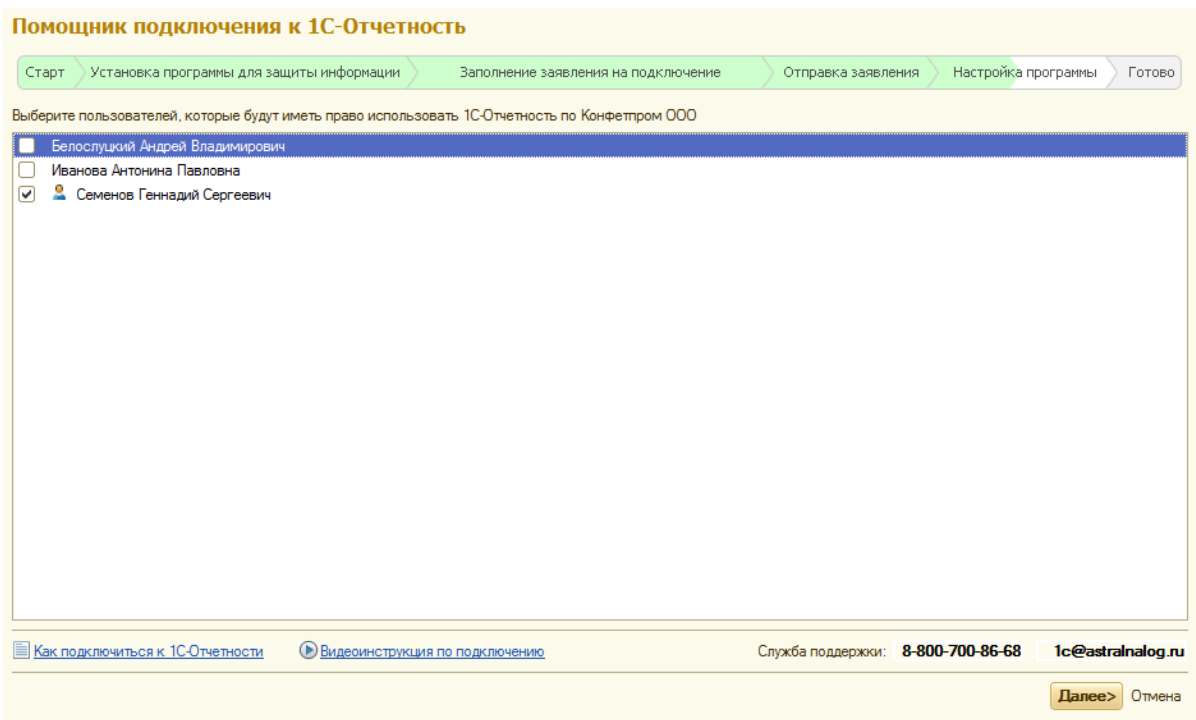 Помощник подключения к 1С-Отчетность
Старт Установка программы для защиты информации Заполнение заявления на подключение Отправка заявления Настройка программы Готово
Выберите пользователей, которые будут иметь право использовать 1С-Отчетность по Конфетпром ООО
Белослуцкий Андрей Владимирович
Иванова Антонина Павловна
Семенов Геннадий Сергеевич
Как подключиться к 1С-Отчетности Видеоинструкция по подключению Служба поддержки: 8-800-700-86-68 1c@astralnalog.ru
Далее> Отмена